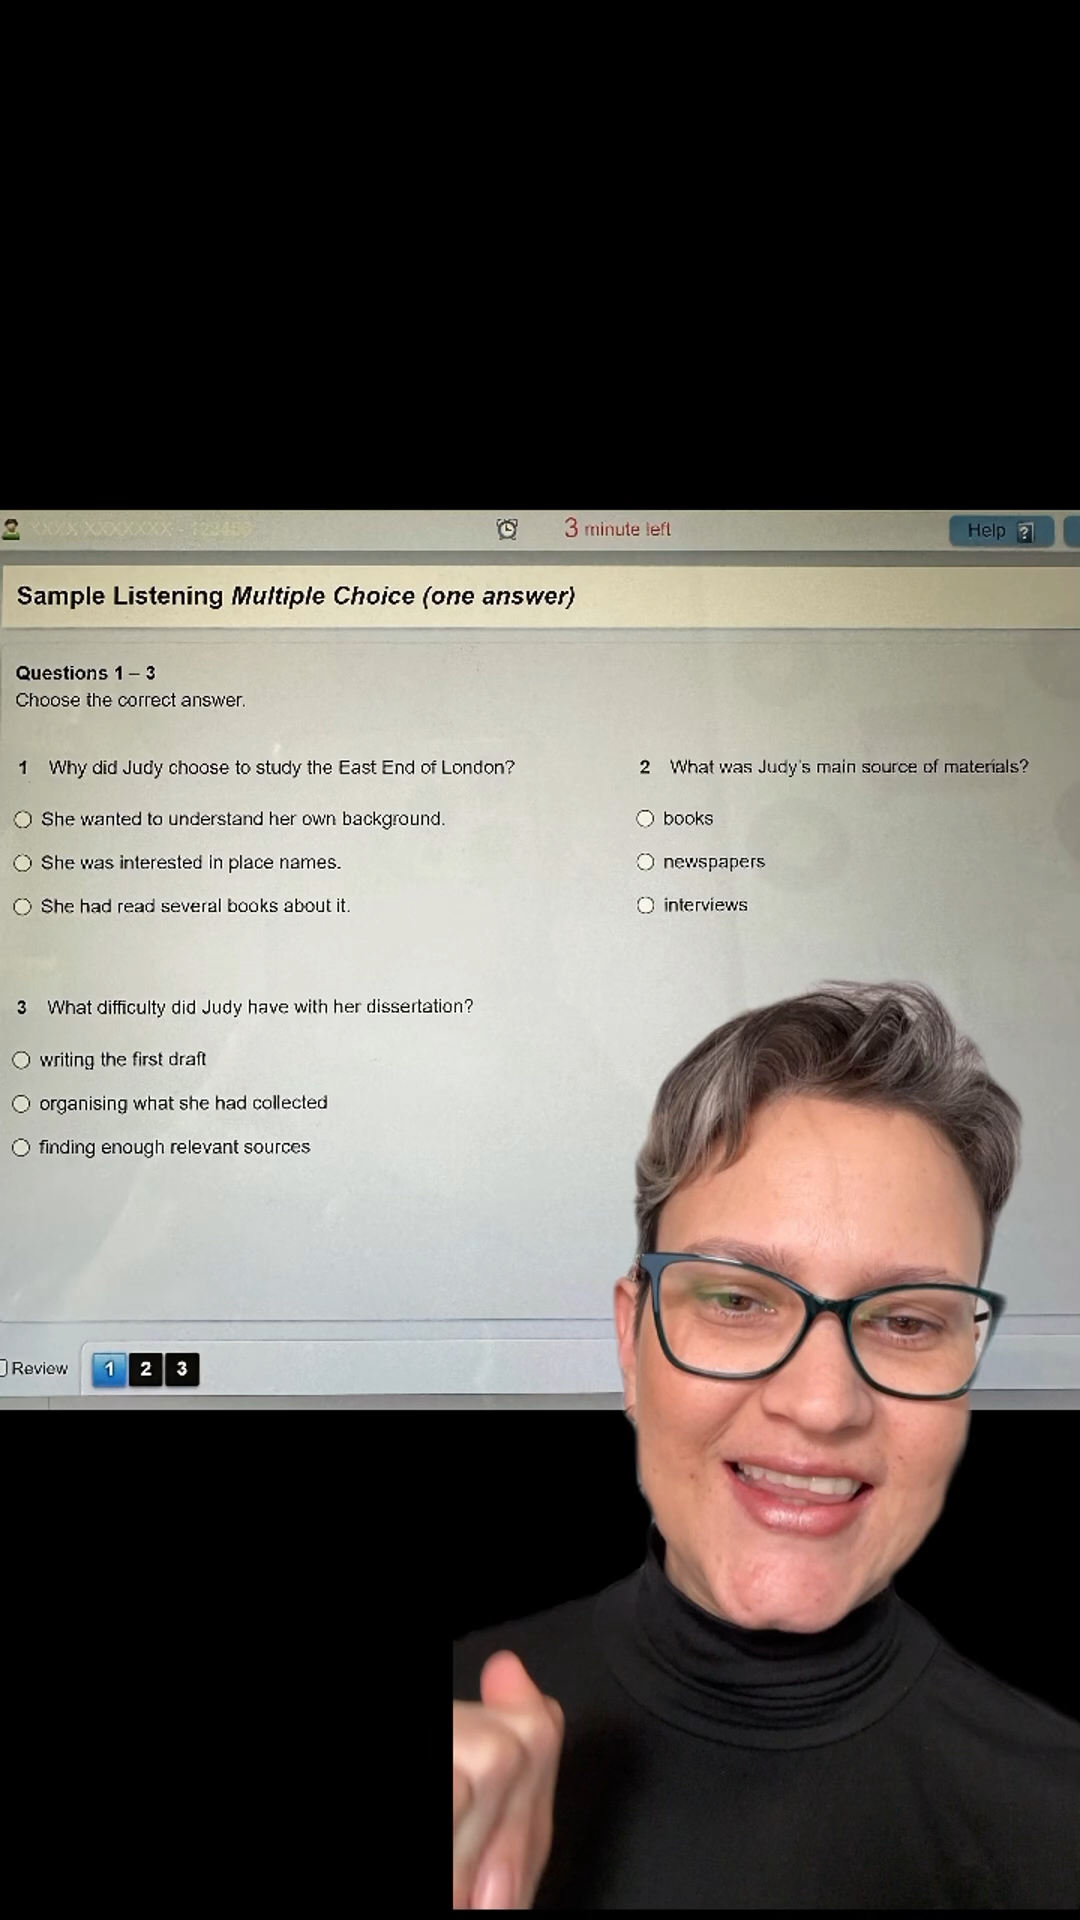 XXXX XXXXXXX - 123456
3 minute left
Help ?
Sample Listening Multiple Choice (one answer)
Questions 1 – 3
Choose the correct answer.
1 Why did Judy choose to study the East End of London?
She wanted to understand her own background.
She was interested in place names.
She had read several books about it.
2 What was Judy's main source of materials?
books
newspapers
interviews
3 What difficulty did Judy have with her dissertation?
writing the first draft
organising what she had collected
finding enough relevant sources
Review 1 2 3